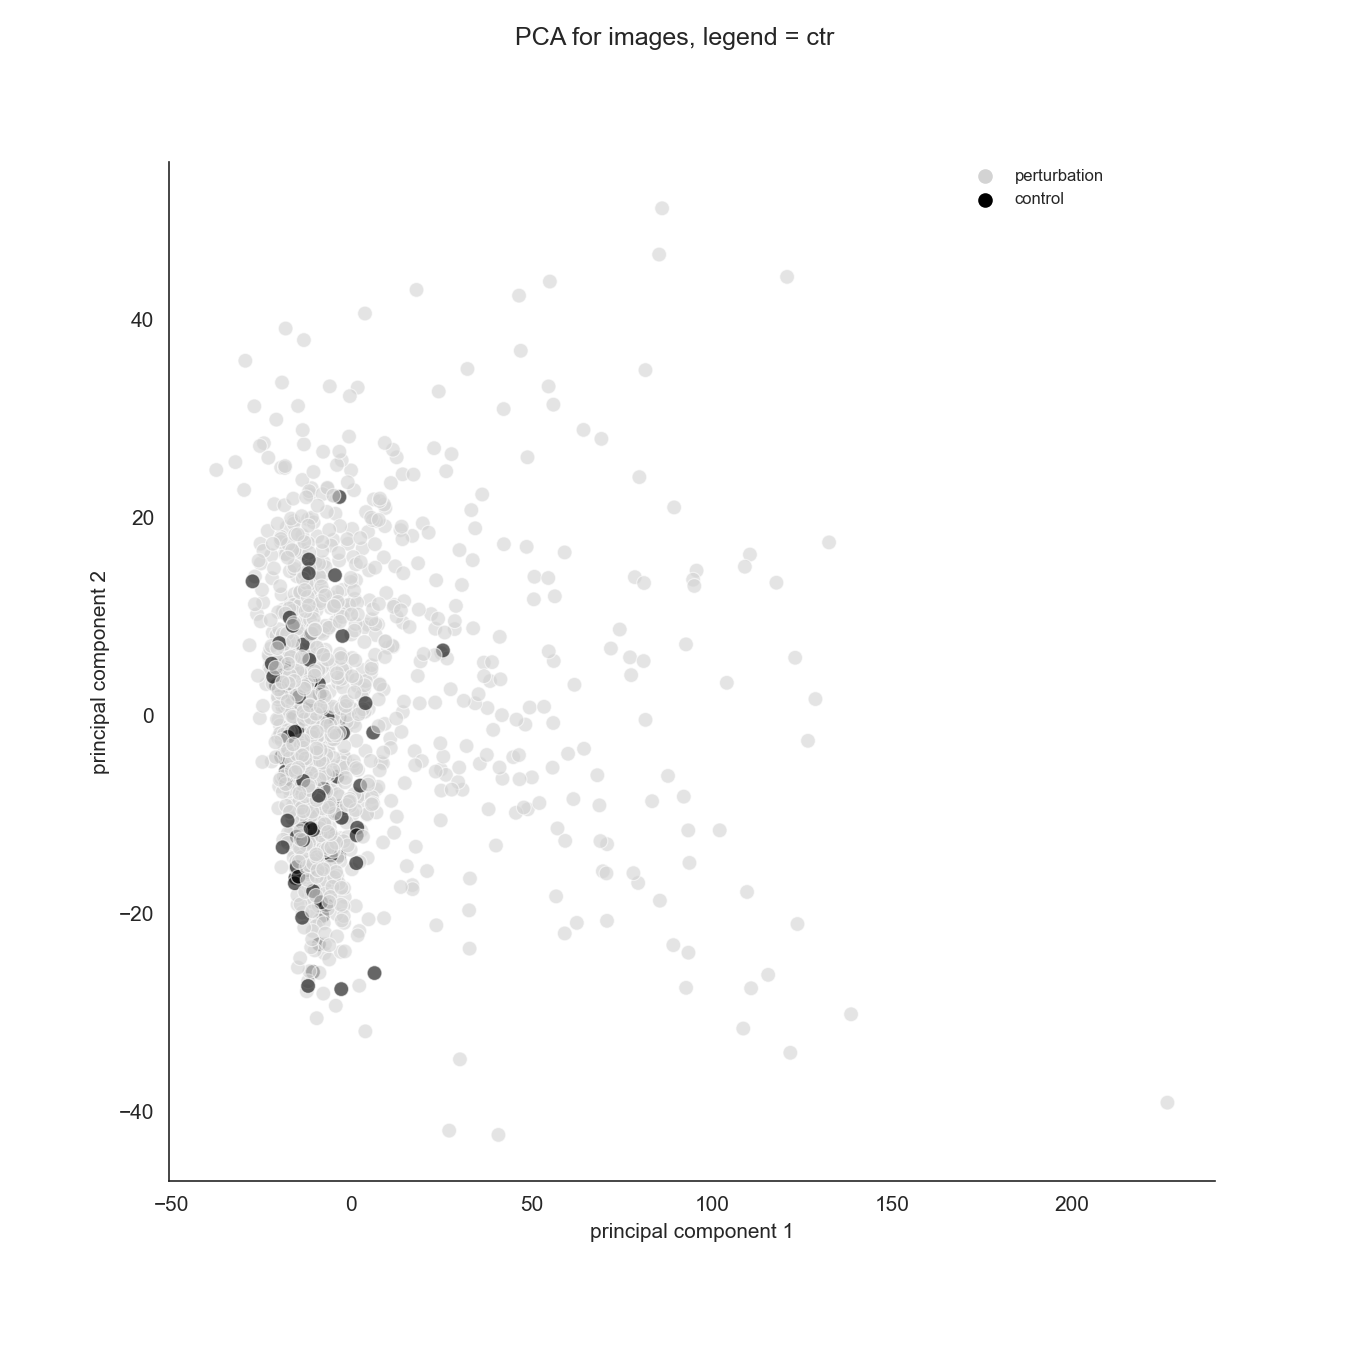 PCA for images, legend = ctr
perturbation
control
40
20
0
−20
−40
principal component 2
−50
0
50
100
150
200
principal component 1